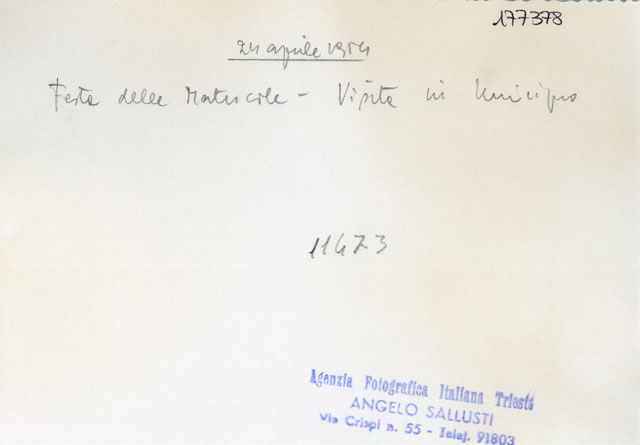 177378
24 aprile 1954
Festa delle Matricole - Visita in Municipio
11473
Agenzia Fotografica Italiana Trieste
ANGELO SALLUSTI
Via Crispi n. 55 - Telef. 91803